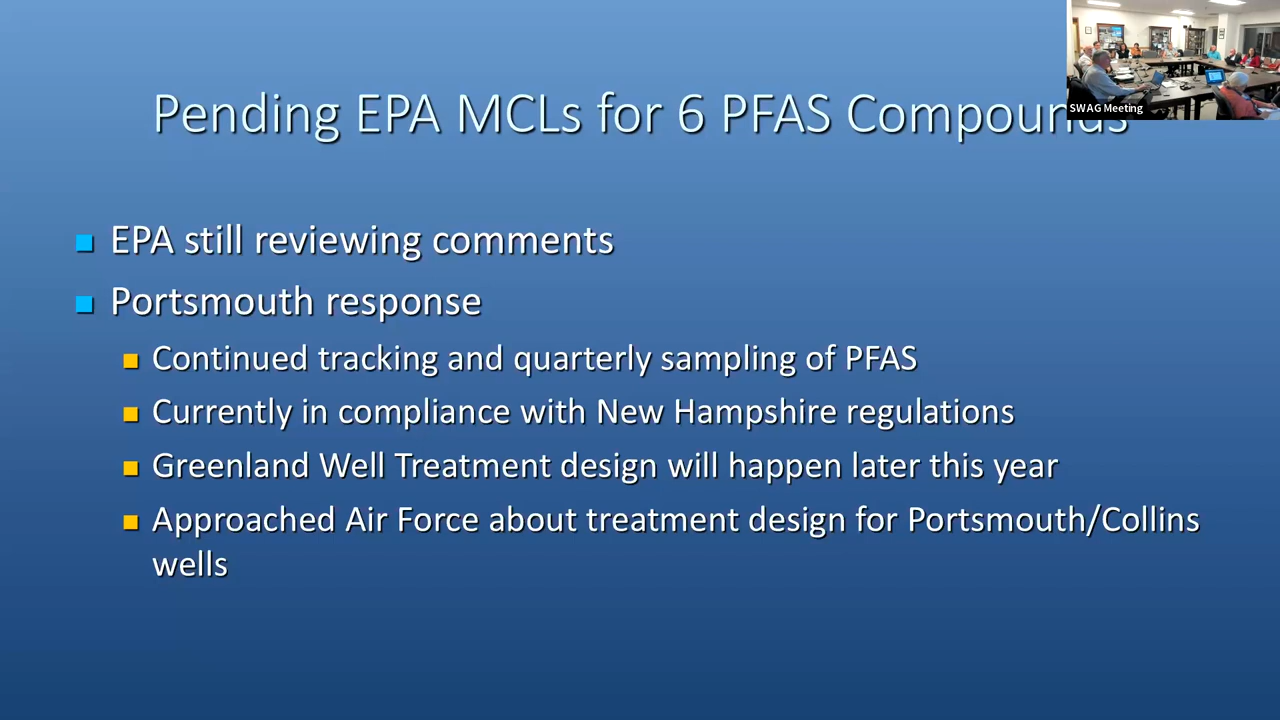 Pending EPA MCLs for 6 PFAS Compounds
SWAG Meeting
EPA still reviewing comments
Portsmouth response
Continued tracking and quarterly sampling of PFAS
Currently in compliance with New Hampshire regulations
Greenland Well Treatment design will happen later this year
Approached Air Force about treatment design for Portsmouth/Collins
wells